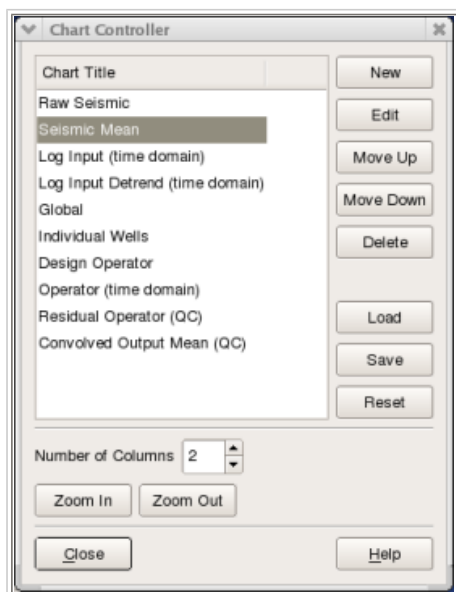 Chart Controller
Chart Title
Raw Seismic
Seismic Mean
Log Input (time domain)
Log Input Detrend (time domain)
Global
Individual Wells
Design Operator
Operator (time domain)
Residual Operator (QC)
Convolved Output Mean (QC)
New
Edit
Move Up
Move Down
Delete
Load
Save
Reset
Number of Columns 2
Zoom In Zoom Out
Close Help